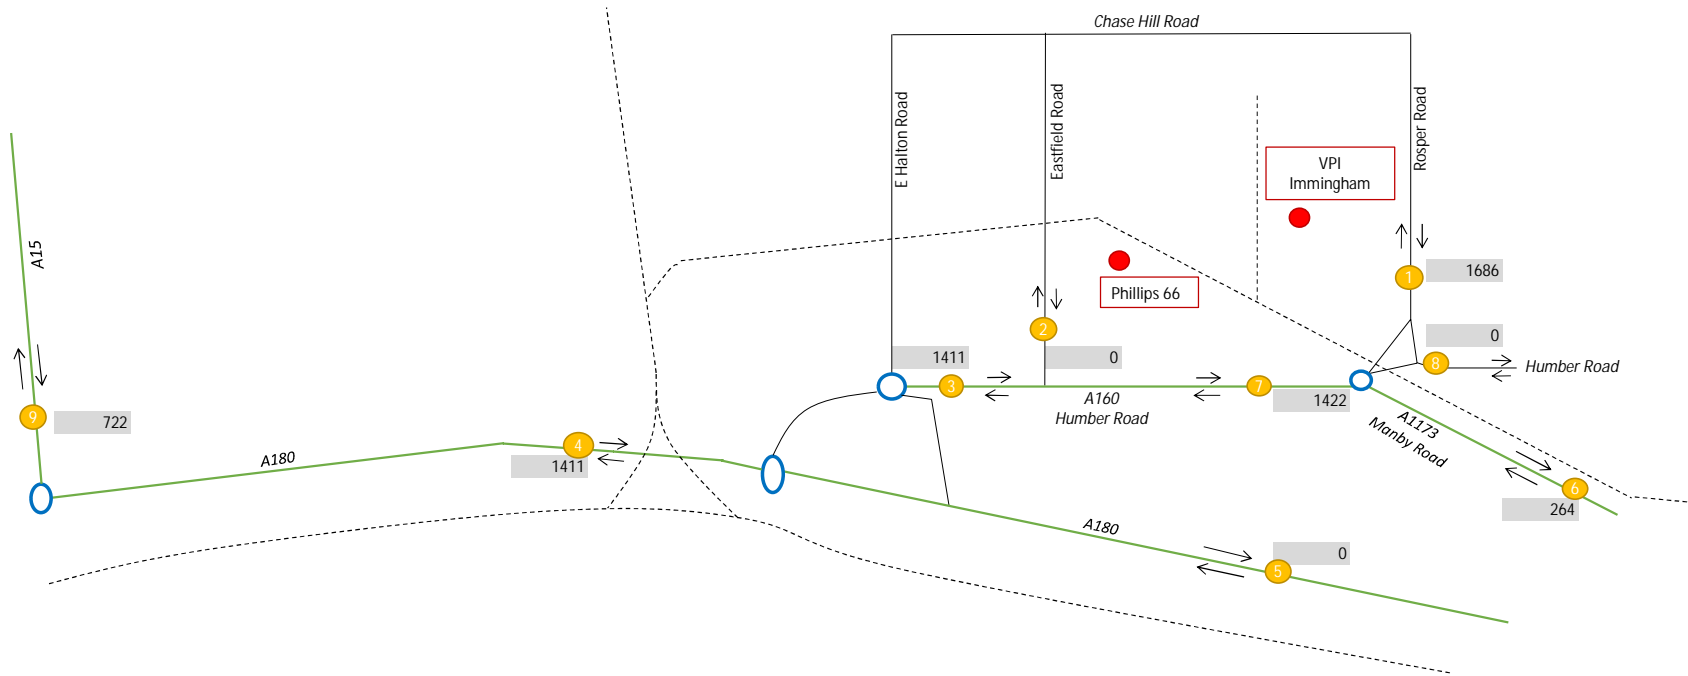 Chase Hill Road
E Halton Road
Eastfield Road
Rosper Road
VPI
Immingham
A15
1
1686
Phillips 66
2
0
8
Humber Road
1411
0
3
7
A160
Humber Road
1422
A1173
Manby Road
9
722
A180
4
1411
6
264
A180
0
5